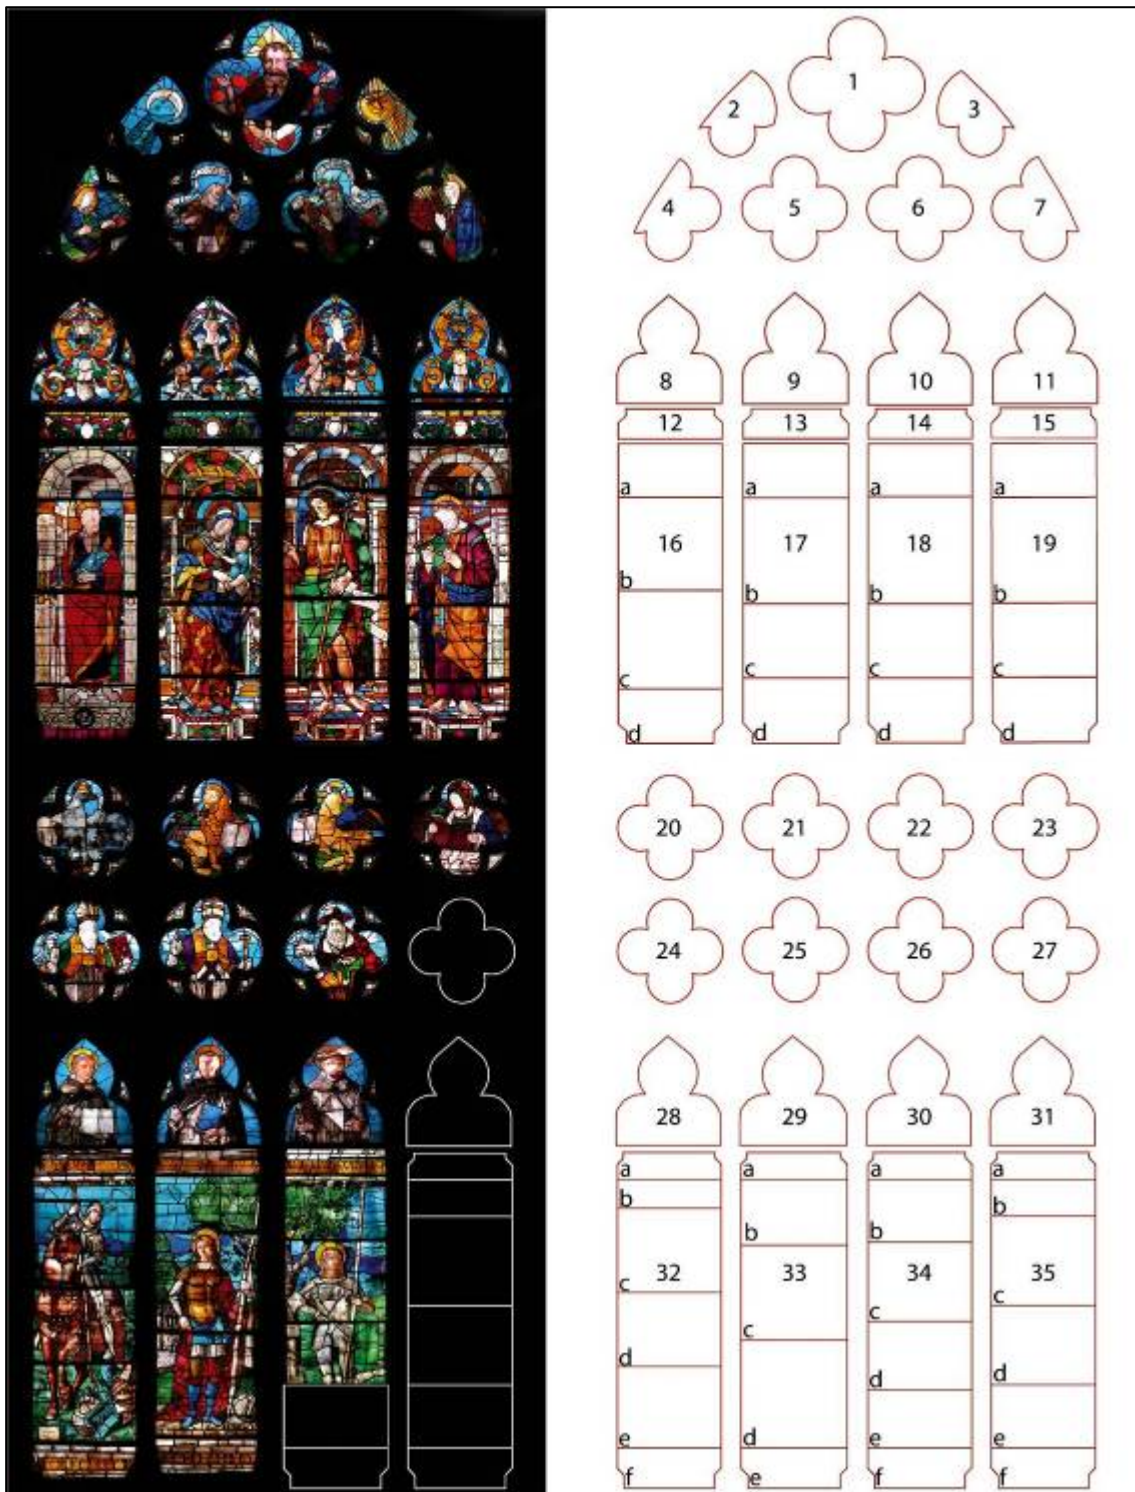 1
2 3
4 5 6 7
8 9 10 11
12 13 14 15
a a a a
16 17 18 19
b b b b
c c c c
d d d d
20 21 22 23
24 25 26 27
28 29 30 31
a a a a
b b b b
32 33 34 35
c c c c
d d d d
e e e e
f f f